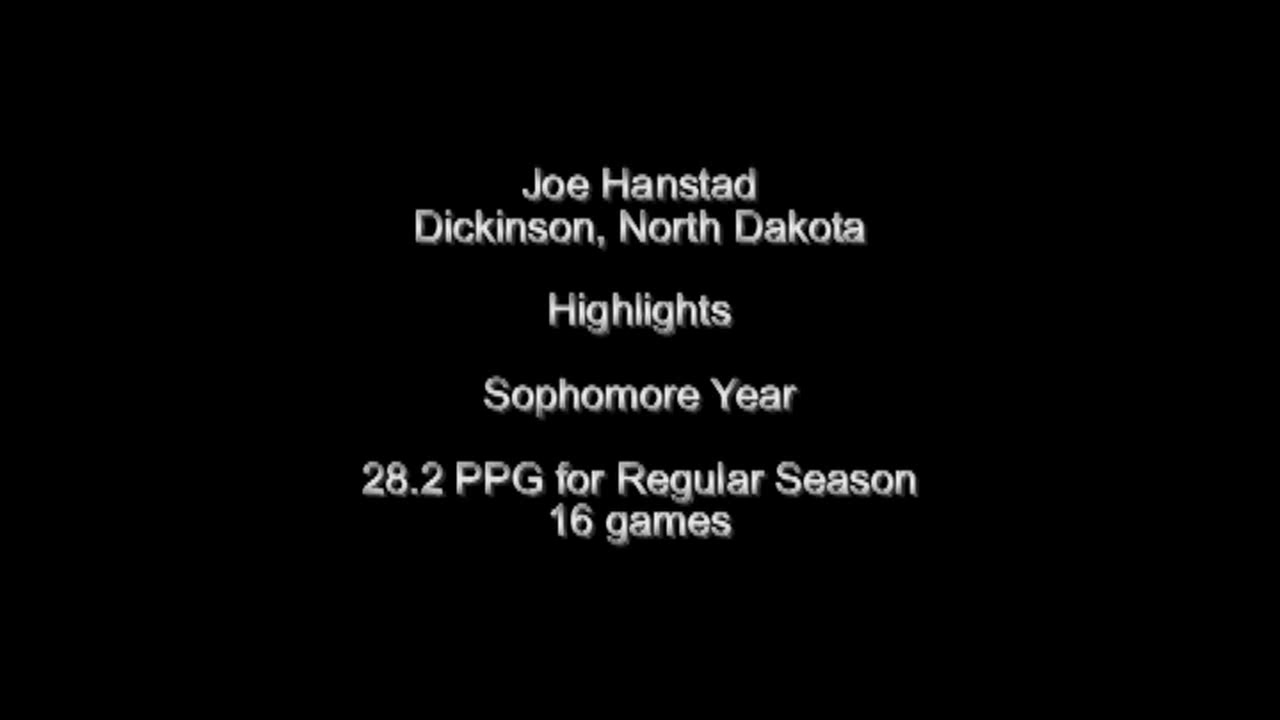 Joe Hanstad
Dickinson, North Dakota
Highlights
Sophomore Year
28.2 PPG for Regular Season
16 games